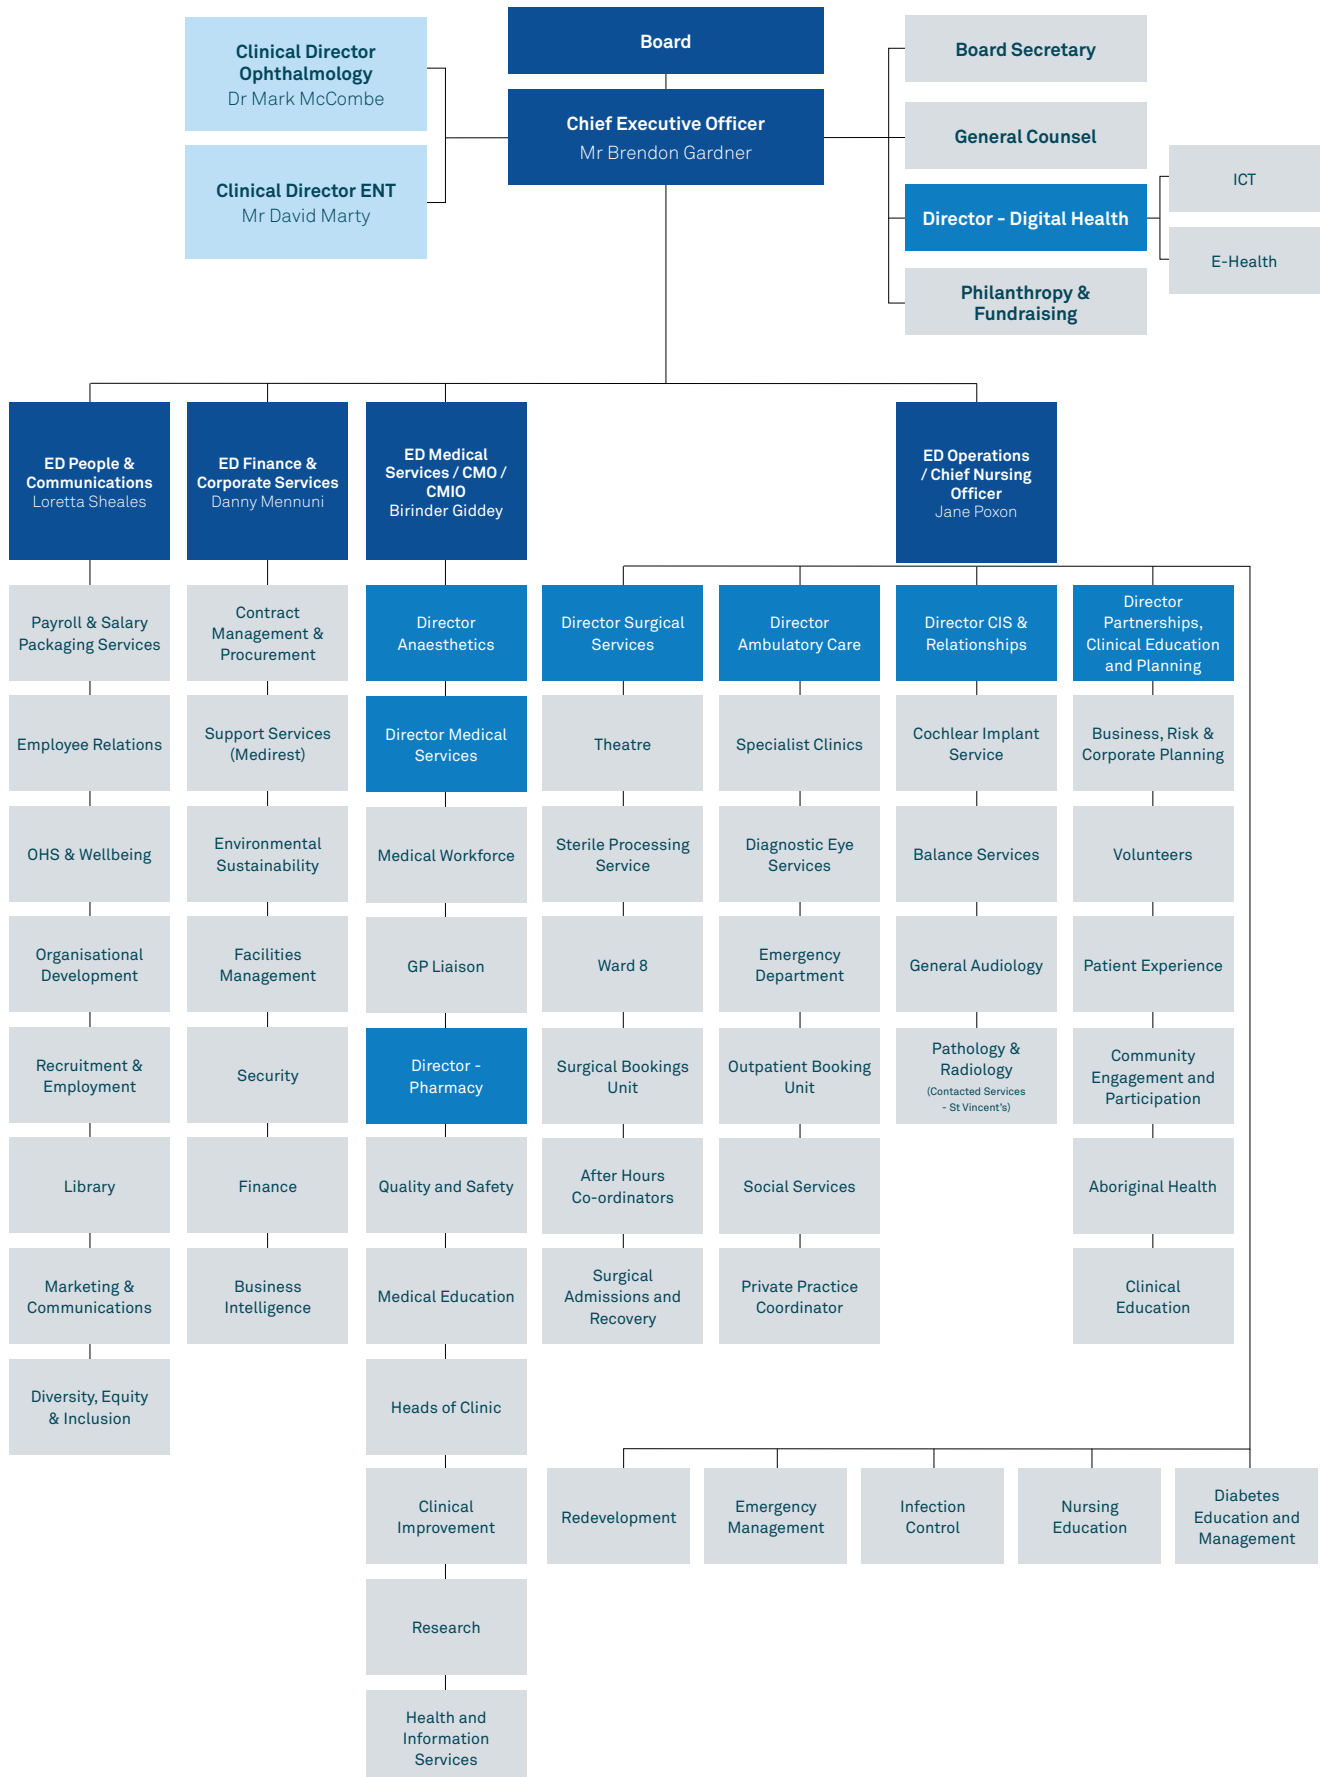 Board
Clinical Director
Ophthalmology
Dr Mark McCombe
Chief Executive Officer
Mr Brendon Gardner
Clinical Director ENT
Mr David Marty
Board Secretary
General Counsel
Director - Digital Health
ICT
E-Health
Philanthropy &
Fundraising
ED People &
Communications
Loretta Sheales
ED Finance &
Corporate Services
Danny Mennuni
ED Medical
Services / CMO /
CMIO
Birinder Giddey
ED Operations
/ Chief Nursing
Officer
Jane Poxon
Payroll & Salary
Packaging Services
Employee Relations
OHS & Wellbeing
Organisational
Development
Recruitment &
Employment
Library
Marketing &
Communications
Diversity, Equity
& Inclusion
Contract
Management &
Procurement
Support Services
(Medirest)
Environmental
Sustainability
Facilities
Management
Security
Finance
Business
Intelligence
Director
Anaesthetics
Director Medical
Services
Medical Workforce
GP Liaison
Director -
Pharmacy
Quality and Safety
Medical Education
Heads of Clinic
Clinical
Improvement
Research
Health and
Information
Services
Director Surgical
Services
Theatre
Sterile Processing
Service
Ward 8
Surgical Bookings
Unit
After Hours
Co-ordinators
Surgical
Admissions and
Recovery
Director
Ambulatory Care
Specialist Clinics
Diagnostic Eye
Services
Emergency
Department
Outpatient Booking
Unit
Social Services
Private Practice
Coordinator
Director CIS &
Relationships
Cochlear Implant
Service
Balance Services
General Audiology
Pathology &
Radiology
(Contacted Services
- St Vincent's)
Director
Partnerships,
Clinical Education
and Planning
Business, Risk &
Corporate Planning
Volunteers
Patient Experience
Community
Engagement and
Participation
Aboriginal Health
Clinical
Education
Redevelopment
Emergency
Management
Infection
Control
Nursing
Education
Diabetes
Education and
Management